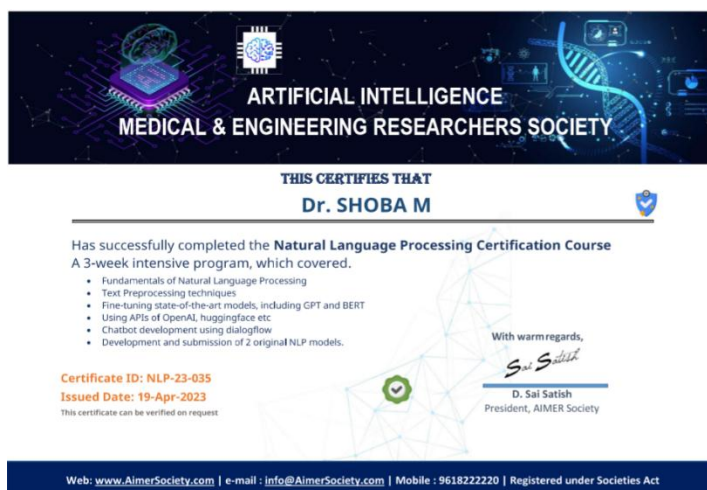 ARTIFICIAL INTELLIGENCE
MEDICAL & ENGINEERING RESEARCHERS SOCIETY
THIS CERTIFIES THAT
Dr. SHOBA M
Has successfully completed the Natural Language Processing Certification Course
A 3-week intensive program, which covered.
• Fundamentals of Natural Language Processing
• Text Preprocessing techniques
• Fine-tuning state-of-the-art models, including GPT and BERT
• Using APIs of OpenAI, huggingface etc
• Chatbot development using dialogflow
• Development and submission of 2 original NLP models.
With warm regards,
Sai Satish
D. Sai Satish
President, AIMER Society
Certificate ID: NLP-23-035
Issued Date: 19-Apr-2023
This certificate can be verified on request
Web: www.AimerSociety.com | e-mail : info@AimerSociety.com | Mobile : 9618222220 | Registered under Societies Act